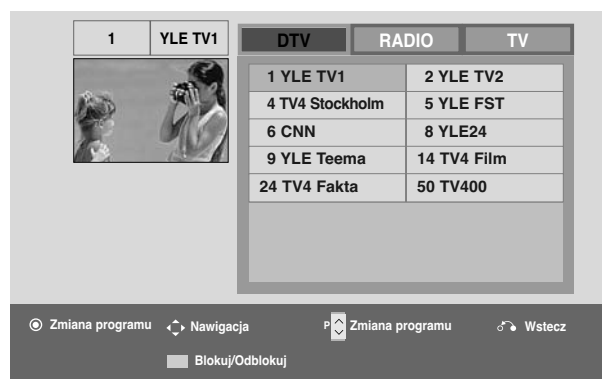 1 YLE TV1
DTV RADIO TV
1 YLE TV1 2 YLE TV2
4 TV4 Stockholm 5 YLE FST
6 CNN 8 YLE24
9 YLE Teema 14 TV4 Film
24 TV4 Fakta 50 TV400
Zmiana programu Nawigacja P Zmiana programu Wstecz
Blokuj/Odblokuj